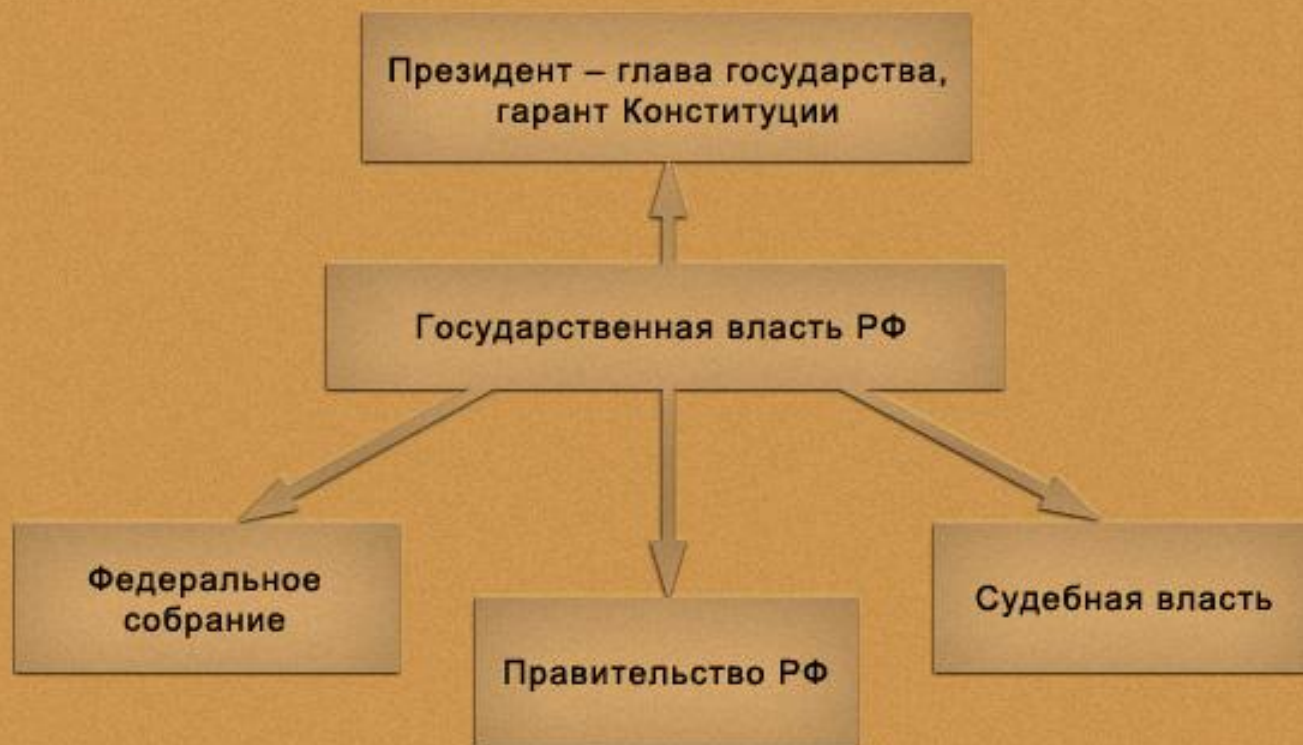 Президент – глава государства,
гарант Конституции
Государственная власть РФ
Федеральное
собрание
Правительство РФ
Судебная власть